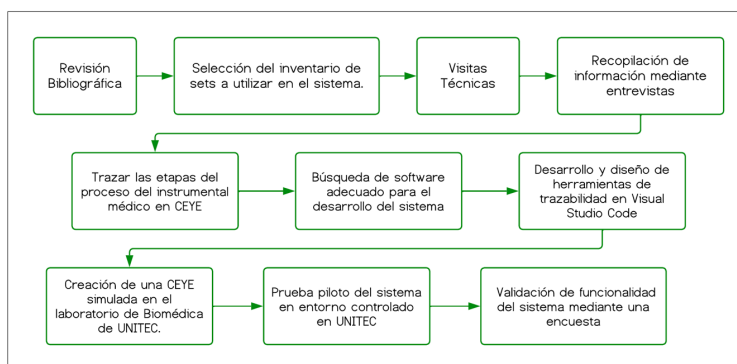 Revisión
Bibliográfica
Selección del inventario de
sets a utilizar en el sistema.
Visitas
Técnicas
Recopilación de
información mediante
entrevistas
Trazar las etapas del
proceso del instrumental
médico en CEYE
Búsqueda de software
adecuado para el
desarrollo del sistema
Desarrollo y diseño de
herramientas de
trazabilidad en Visual
Studio Code
Creación de una CEYE
simulada en el
laboratorio de Biomédica
de UNITEC.
Prueba piloto del sistema
en entorno controlado
en UNITEC
Validación de funcionalidad
del sistema mediante una
encuesta